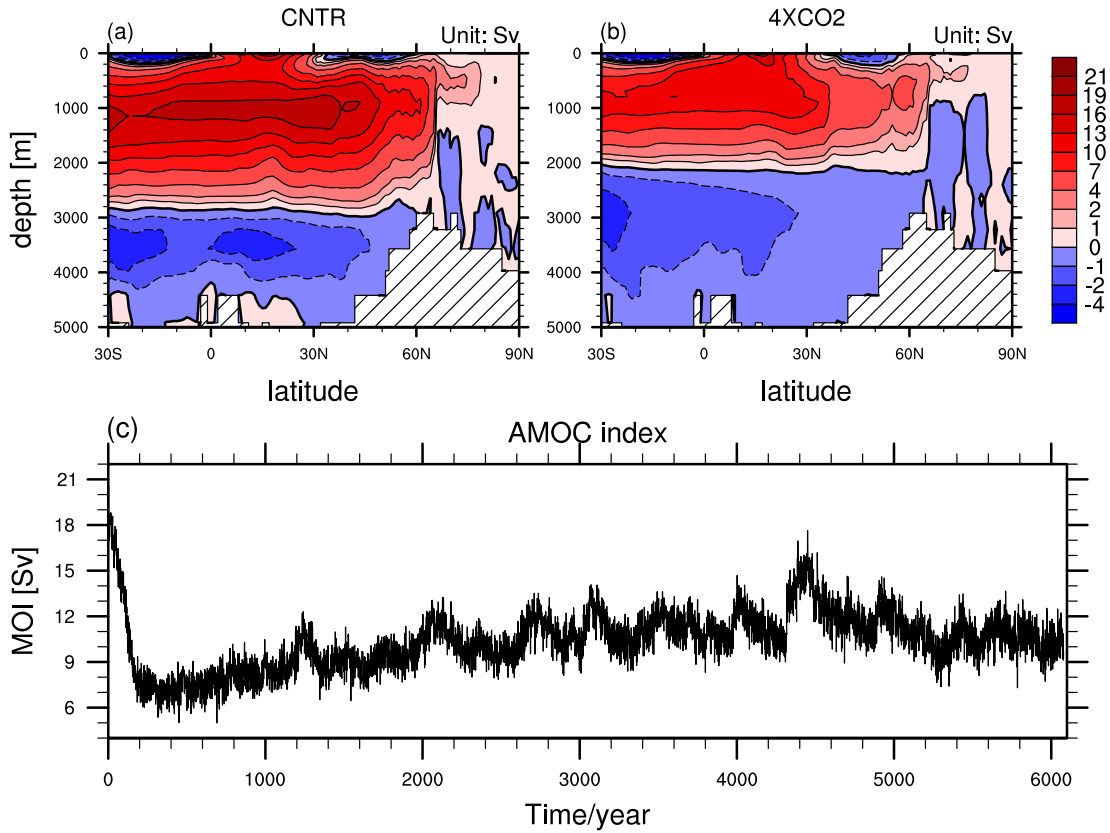 CNTR 4XCO2
(a) Unit: Sv (b) Unit: Sv
depth [m]
0 0
1000 1000
2000 2000
3000 3000
4000 4000
5000 5000
30S 0 30N 60N 90N 30S 0 30N 60N 90N
latitude latitude
21
19
16
13
10
7
4
2
1
0
-1
-2
-4
(c) AMOC index
MOI [Sv]
21
18
15
12
9
6
0 1000 2000 3000 4000 5000 6000
Time/year